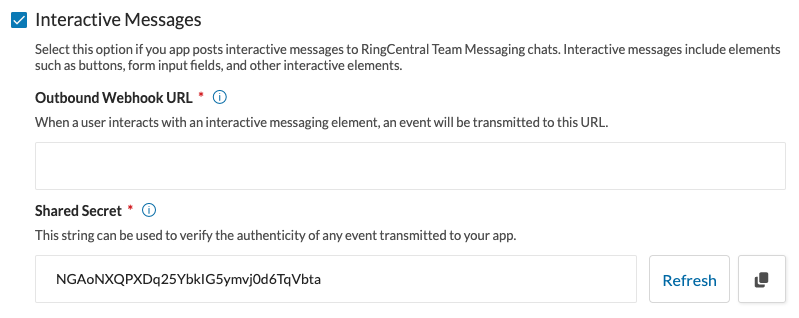 Interactive Messages
Select this option if you app posts interactive messages to RingCentral Team Messaging chats. Interactive messages include elements
such as buttons, form input fields, and other interactive elements.
Outbound Webhook URL *
When a user interacts with an interactive messaging element, an event will be transmitted to this URL.
Shared Secret *
This string can be used to verify the authenticity of any event transmitted to your app.
NGAoNXQPXDq25YbkIG5ymvj0d6TqVbta
Refresh